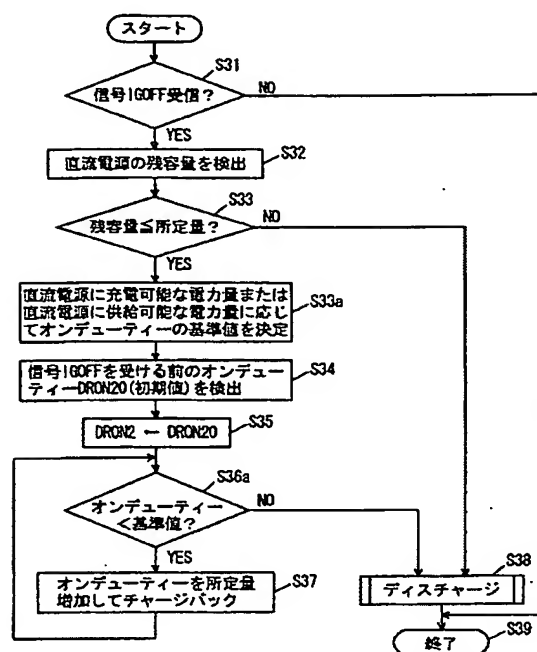 スタート
S31
信号IGOFF受信?
NO
YES
直流電源の残容量を検出
S32
S33
残容量≦所定量?
NO
YES
直流電源に充電可能な電力量または
直流電源に供給可能な電力量に応じ
てオンデューティーの基準値を決定
S33a
信号IGOFFを受ける前のオンデュー
ティーDRON20(初期値)を検出
S34
DRON2 ← DRON20
S35
S36a
オンデューティー
<基準値?
NO
YES
オンデューティーを所定量
増加してチャージバック
S37
S38
ディスチャージ
S39
終了